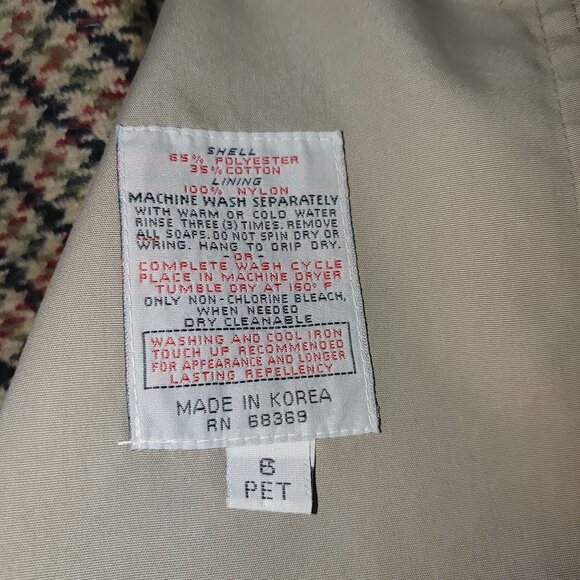 SHELL
65% POLYESTER
35% COTTON
LINING
100% NYLON
MACHINE WASH SEPARATELY
WITH WARM OR COLD WATER
RINSE THREE (3) TIMES. REMOVE
ALL SOAPS. DO NOT SPIN DRY OR
WRING. HANG TO DRIP DRY.
-OR-
COMPLETE WASH CYCLE
PLACE IN MACHINE DRYER
TUMBLE DRY AT 160° F
ONLY NON-CHLORINE BLEACH,
WHEN NEEDED
DRY CLEANABLE
WASHING AND COOL IRON
TOUCH UP RECOMMENDED
FOR APPEARANCE AND LONGER
LASTING REPELLENCY
MADE IN KOREA
RN 68369
6
PET